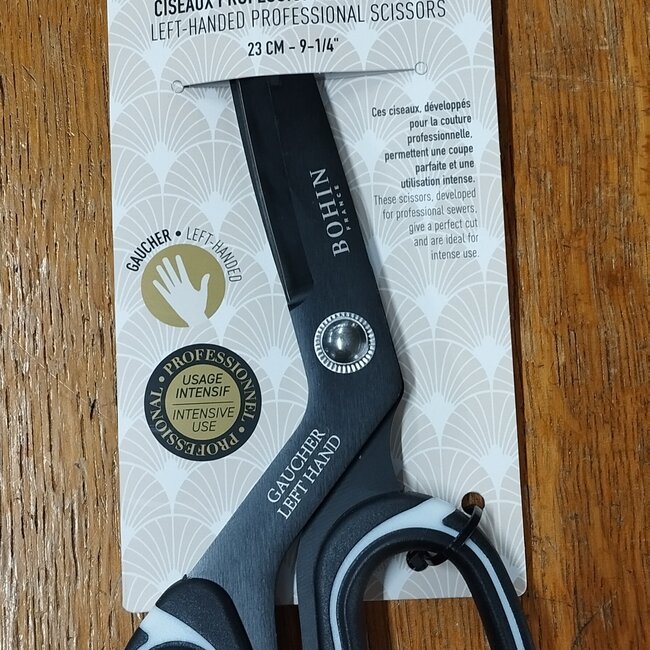 CISEAUX
LEFT-HANDED PROFESSIONAL SCISSORS
23 CM – 9-1/4"
Ces ciseaux, développés
pour la couture
professionnelle,
permettent une coupe
parfaite et une
utilisation intense.
These scissors, developed
for professional sewers,
give a perfect cut
and are ideal for
intense use.
BOHIN
FRANCE
GAUCHER • LEFT-HANDED
PROFESSIONNEL •
USAGE
INTENSIF
INTENSIVE
USE
PROFESSIONAL •
GAUCHER
LEFT HAND